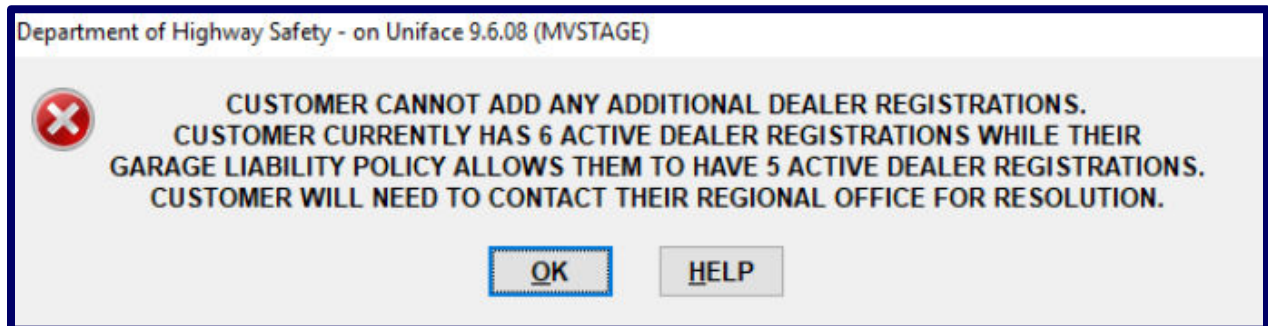 Department of Highway Safety - on Uniface 9.6.08 (MVSTAGE)
CUSTOMER CANNOT ADD ANY ADDITIONAL DEALER REGISTRATIONS.
CUSTOMER CURRENTLY HAS 6 ACTIVE DEALER REGISTRATIONS WHILE THEIR
GARAGE LIABILITY POLICY ALLOWS THEM TO HAVE 5 ACTIVE DEALER REGISTRATIONS.
CUSTOMER WILL NEED TO CONTACT THEIR REGIONAL OFFICE FOR RESOLUTION.
OK
HELP